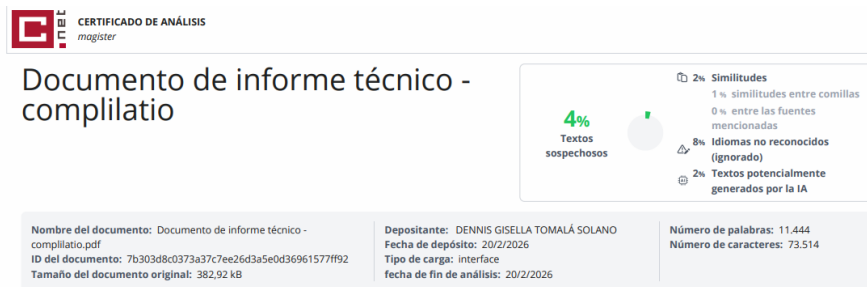 CERTIFICADO DE ANÁLISIS
magister
Documento de informe técnico -
complilatio
4%
Textos
sospechosos
2% Similitudes
1 % similitudes entre comillas
0 % entre las fuentes
mencionadas
8% Idiomas no reconocidos
(ignorado)
2% Textos potencialmente
generados por la IA
Nombre del documento: Documento de informe técnico -
complilatio.pdf
ID del documento: 7b303d8c0373a37c7ee26d3a5e0d36961577ff92
Tamaño del documento original: 382,92 kB
Depositante: DENNIS GISELLA TOMALÁ SOLANO
Fecha de depósito: 20/2/2026
Tipo de carga: interface
fecha de fin de análisis: 20/2/2026
Número de palabras: 11.444
Número de caracteres: 73.514